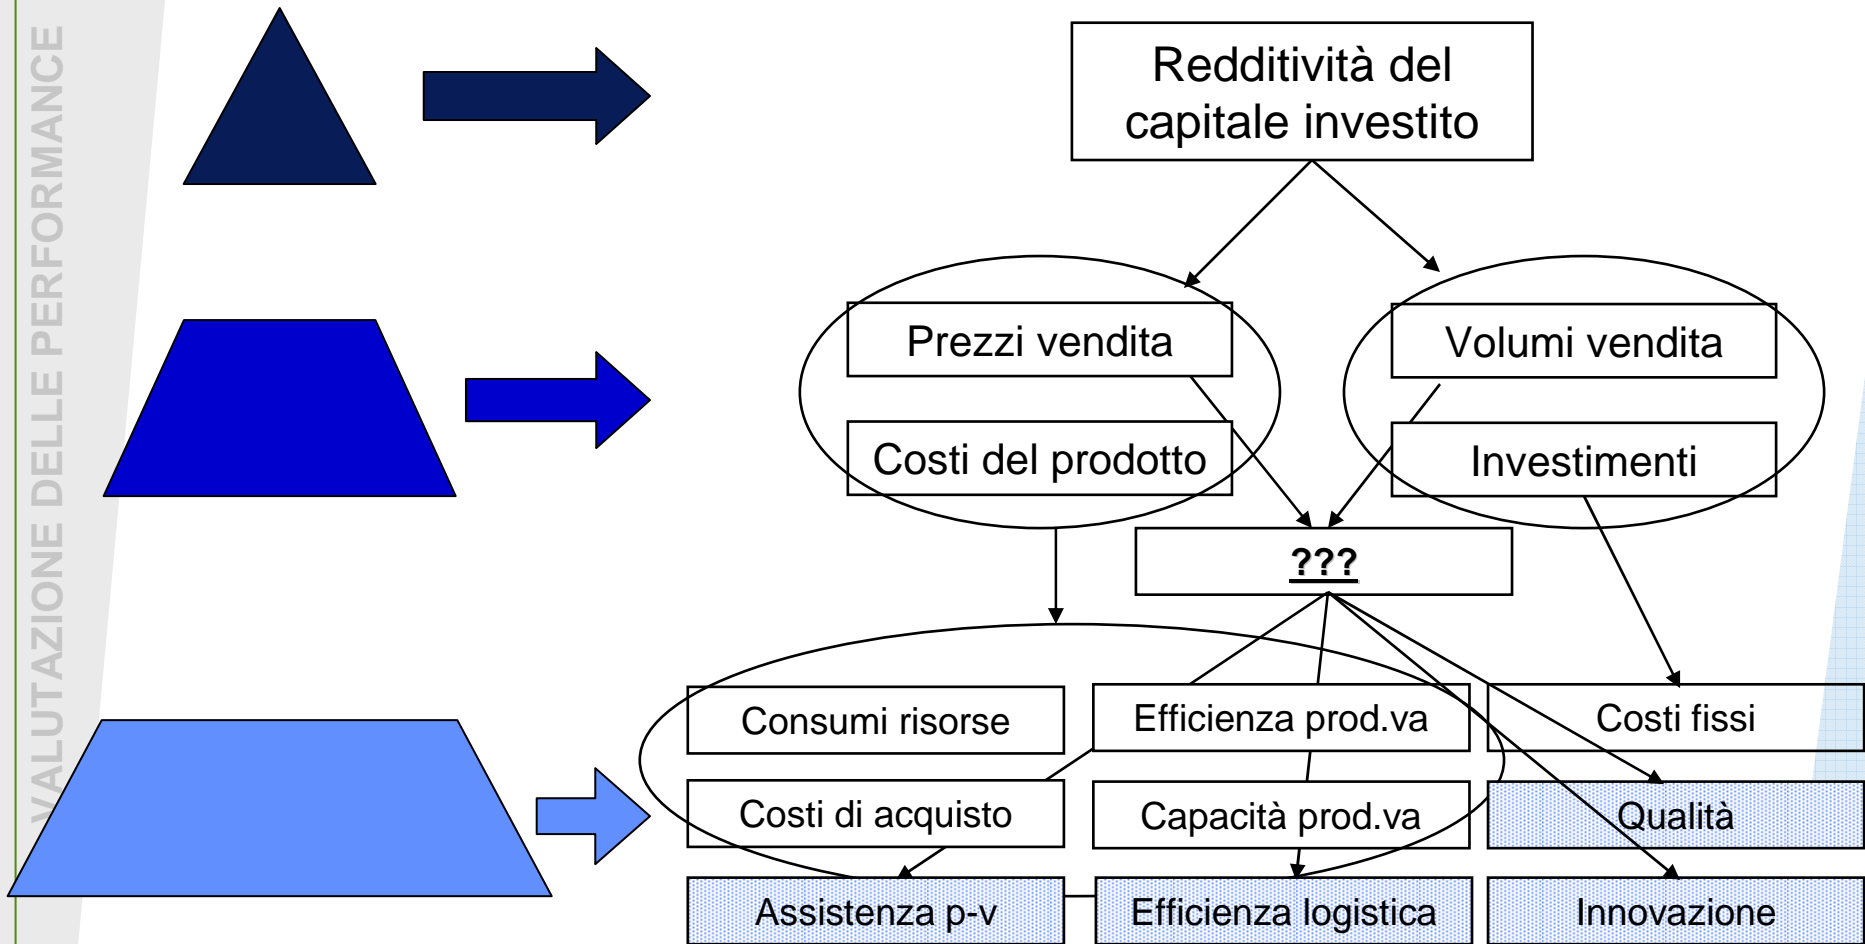 VALUTAZIONE DELLE PERFORMANCE
Redditività del
capitale investito
Prezzi vendita
Volumi vendita
Costi del prodotto
Investimenti
???
Consumi risorse
Efficienza prod.va
Costi fissi
Costi di acquisto
Capacità prod.va
Qualità
Assistenza p-v
Efficienza logistica
Innovazione